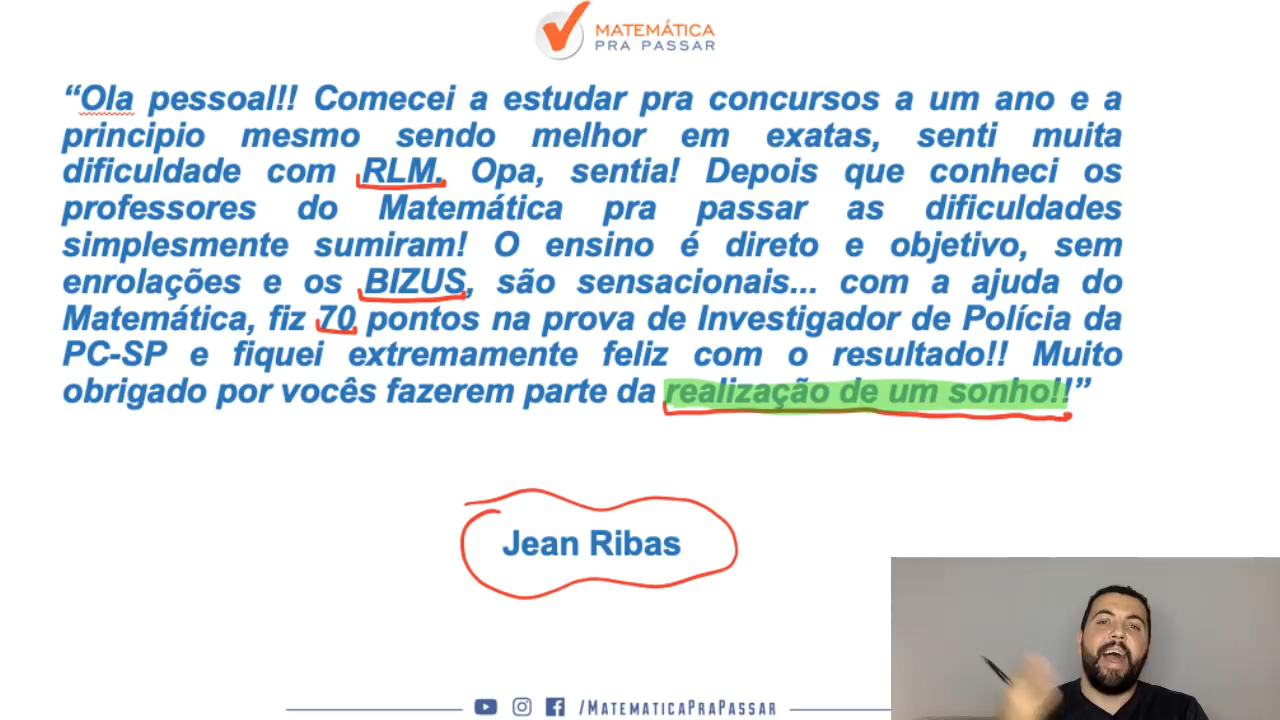 MATEMÁTICA
PRA PASSAR
“Ola pessoal!! Comecei a estudar pra concursos a um ano e a
principio mesmo sendo melhor em exatas, senti muita
dificuldade com RLM. Opa, sentia! Depois que conheci os
professores do Matemática pra passar as dificuldades
simplesmente sumiram! O ensino é direto e objetivo, sem
enrolações e os BIZUS, são sensacionais... com a ajuda do
Matemática, fiz 70 pontos na prova de Investigador de Polícia da
PC-SP e fiquei extremamente feliz com o resultado!! Muito
obrigado por vocês fazerem parte da realização de um sonho!!”
Jean Ribas
/MATEMATICAPRAPASSAR